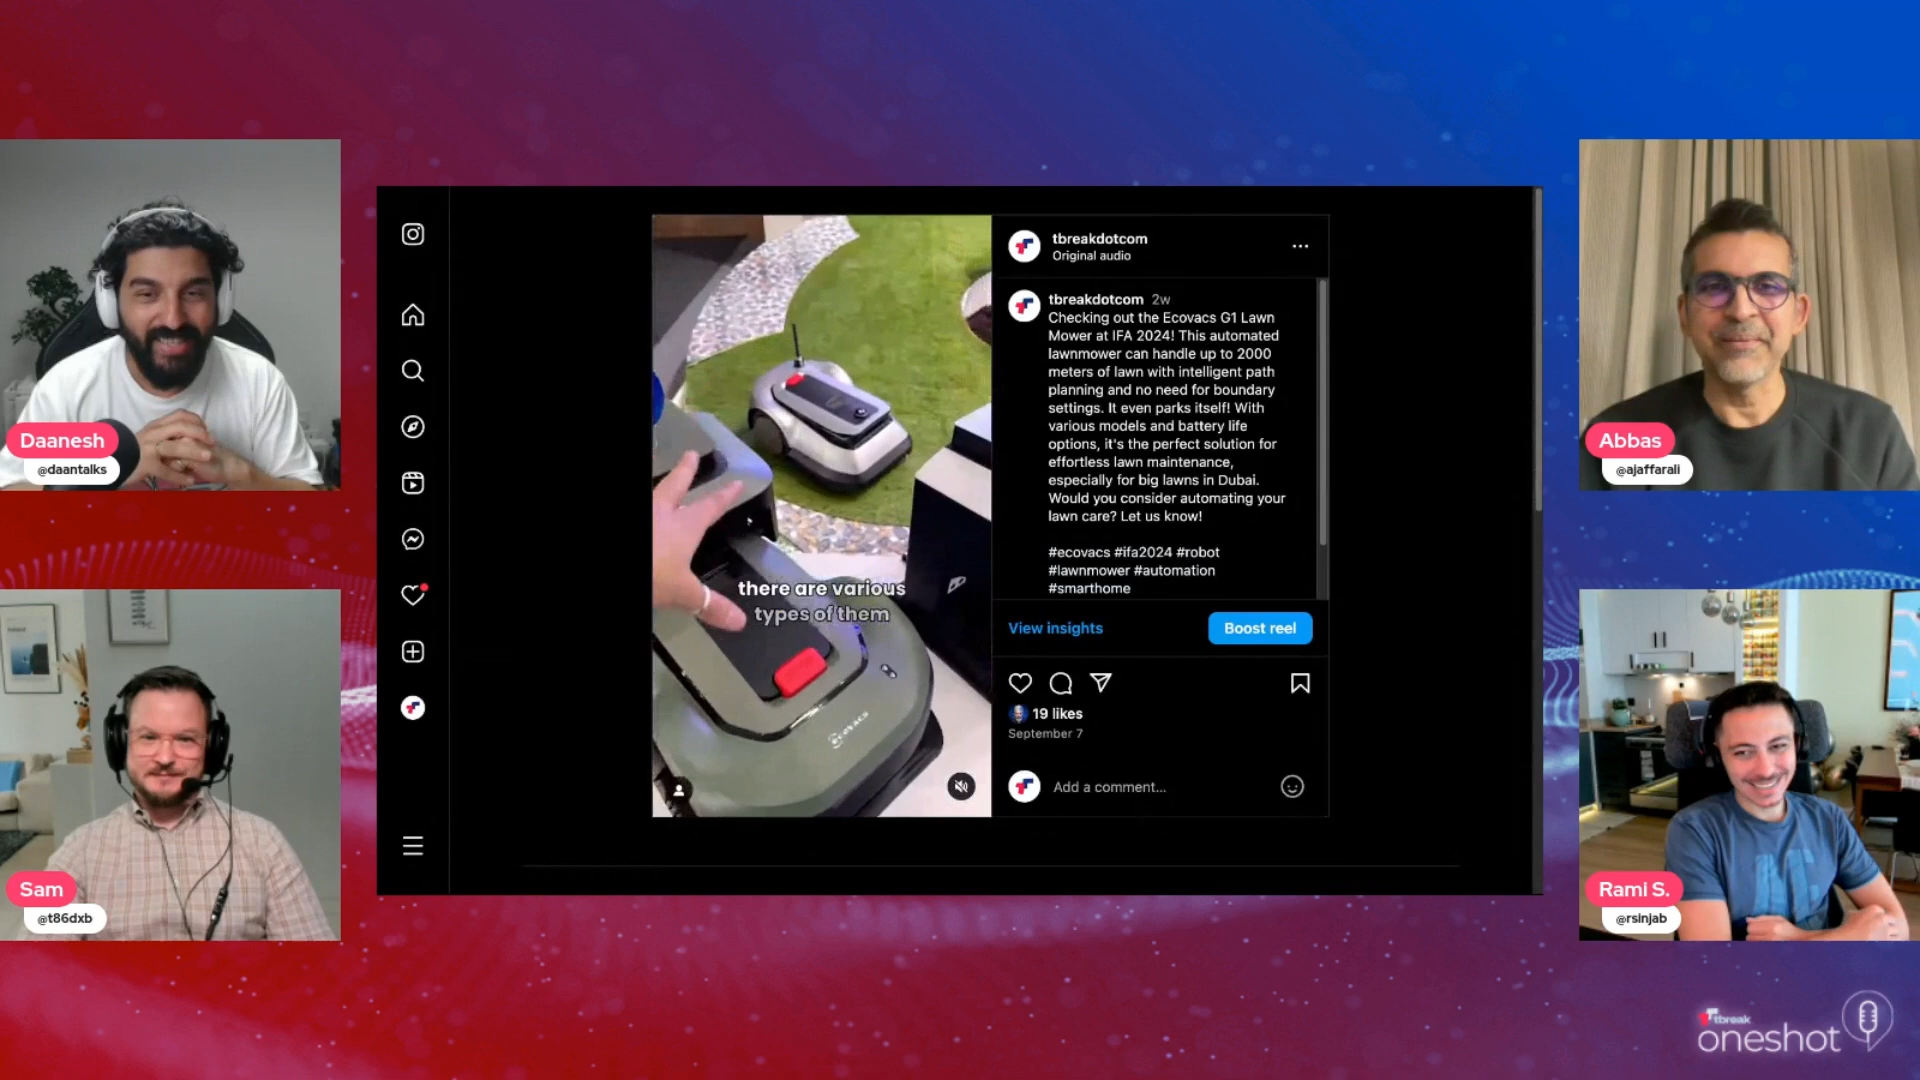 Daanesh
@daantalks
Sam
@t86dxb
there are various
types of them
ECOVACS
tbreakdotcom
Original audio
tbreakdotcom 2w
Checking out the Ecovacs G1 Lawn
Mower at IFA 2024! This automated
lawnmower can handle up to 2000
meters of lawn with intelligent path
planning and no need for boundary
settings. It even parks itself! With
various models and battery life
options, it's the perfect solution for
effortless lawn maintenance,
especially for big lawns in Dubai.
Would you consider automating your
lawn care? Let us know!
#ecovacs #ifa2024 #robot
#lawnmower #automation
#smarthome
View insights
Boost reel
19 likes
September 7
Add a comment...
Abbas
@ajaffarali
Rami S.
@rsinjab
tbreak
oneshot